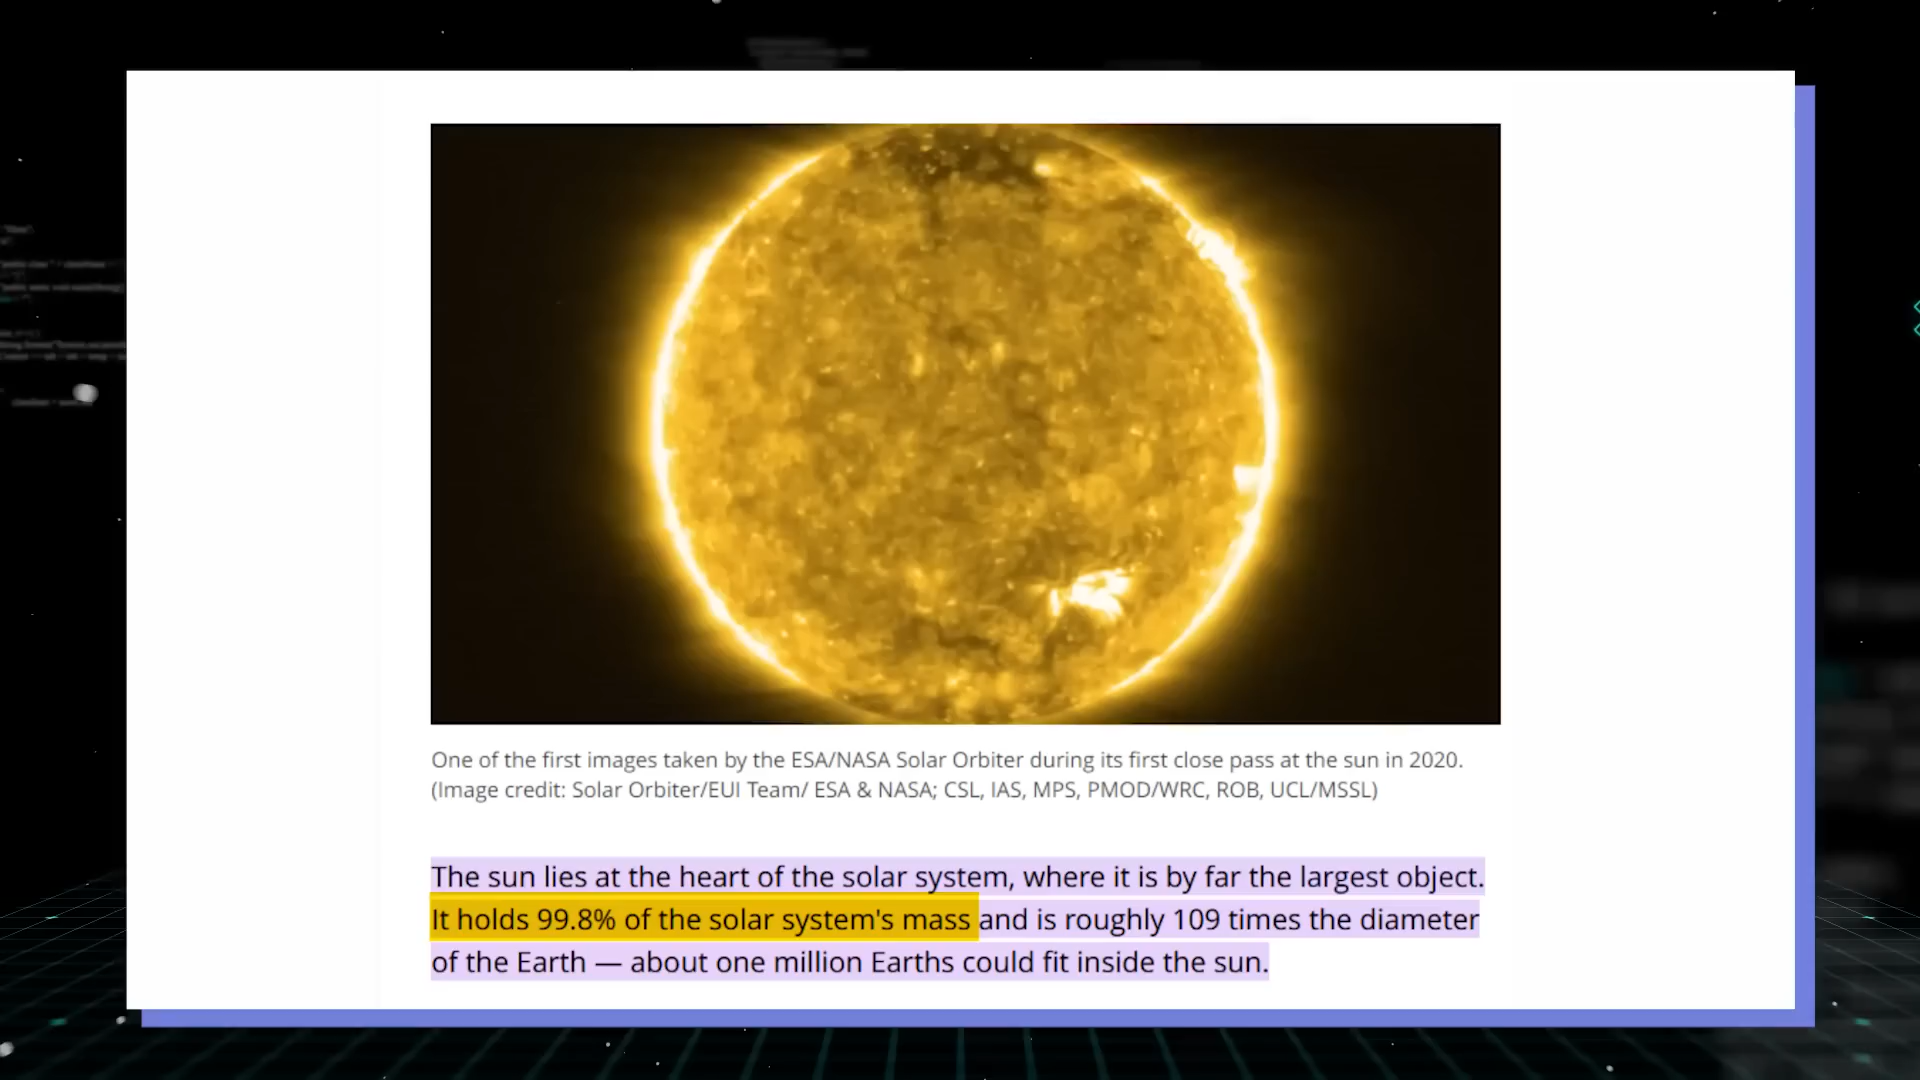 One of the first images taken by the ESA/NASA Solar Orbiter during its first close pass at the sun in 2020.
(Image credit: Solar Orbiter/EUI Team/ ESA & NASA; CSL, IAS, MPS, PMOD/WRC, ROB, UCL/MSSL)
The sun lies at the heart of the solar system, where it is by far the largest object.
It holds 99.8% of the solar system's mass and is roughly 109 times the diameter
of the Earth — about one million Earths could fit inside the sun.